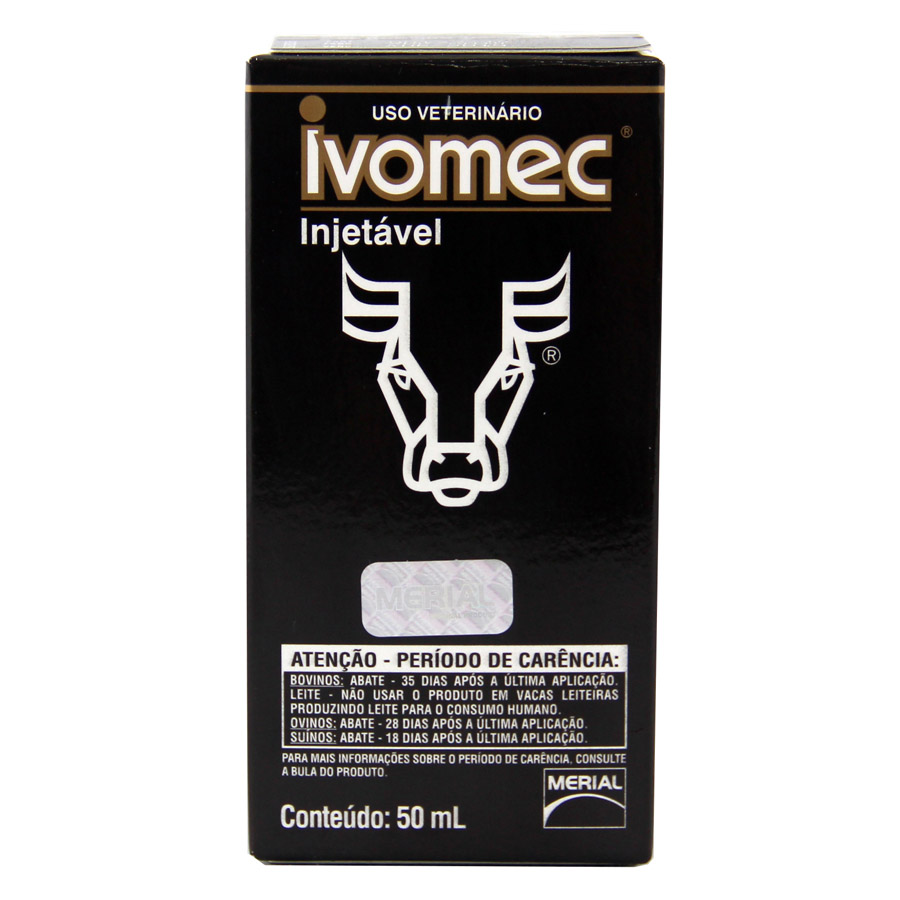 USO VETERINÁRIO
ivomec®
Injetável
®
MERIAL
ATENÇÃO - PERÍODO DE CARÊNCIA:
BOVINOS: ABATE - 35 DIAS APÓS A ÚLTIMA APLICAÇÃO.
LEITE - NÃO USAR O PRODUTO EM VACAS LEITEIRAS
PRODUZINDO LEITE PARA O CONSUMO HUMANO.
OVINOS: ABATE - 28 DIAS APÓS A ÚLTIMA APLICAÇÃO.
SUÍNOS: ABATE - 18 DIAS APÓS A ÚLTIMA APLICAÇÃO.
PARA MAIS INFORMAÇÕES SOBRE O PERÍODO DE CARÊNCIA, CONSULTE
A BULA DO PRODUTO.
MERIAL
Conteúdo: 50 mL